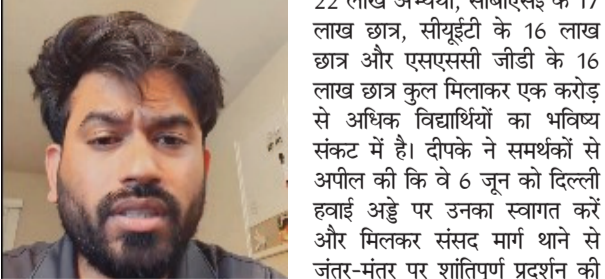 22 लाख अभ्यर्थी, सीबीएसई के 17
लाख छात्र, सीयूईटी के 16 लाख
छात्र और एसएससी जीडी के 16
लाख छात्र कुल मिलाकर एक करोड़
से अधिक विद्यार्थियों का भविष्य
संकट में है। दीपके ने समर्थकों से
अपील की कि वे 6 जून को दिल्ली
हवाई अड्डे पर उनका स्वागत करें
और मिलकर संसद मार्ग थाने से
जंतर-मंतर पर शांतिपूर्ण प्रदर्शन की